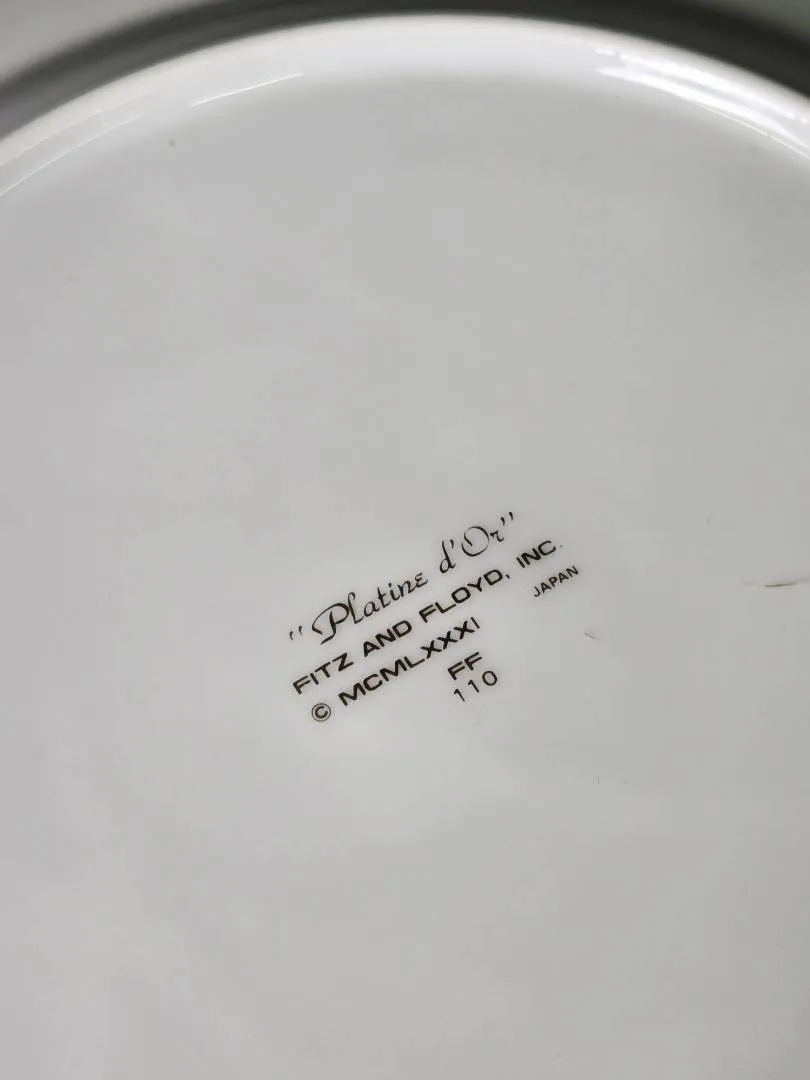 "Platine d'Or"
FITZ AND FLOYD, INC.
© MCMLXXXI JAPAN
FF
110